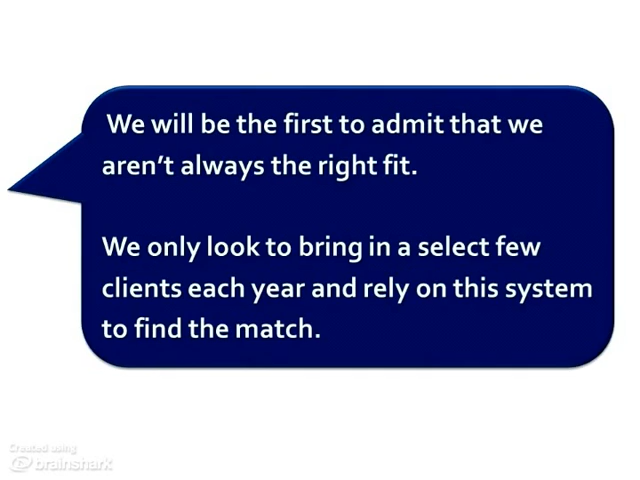 We will be the first to admit that we
aren't always the right fit.
We only look to bring in a select few
clients each year and rely on this system
to find the match.
Created using
brainshark